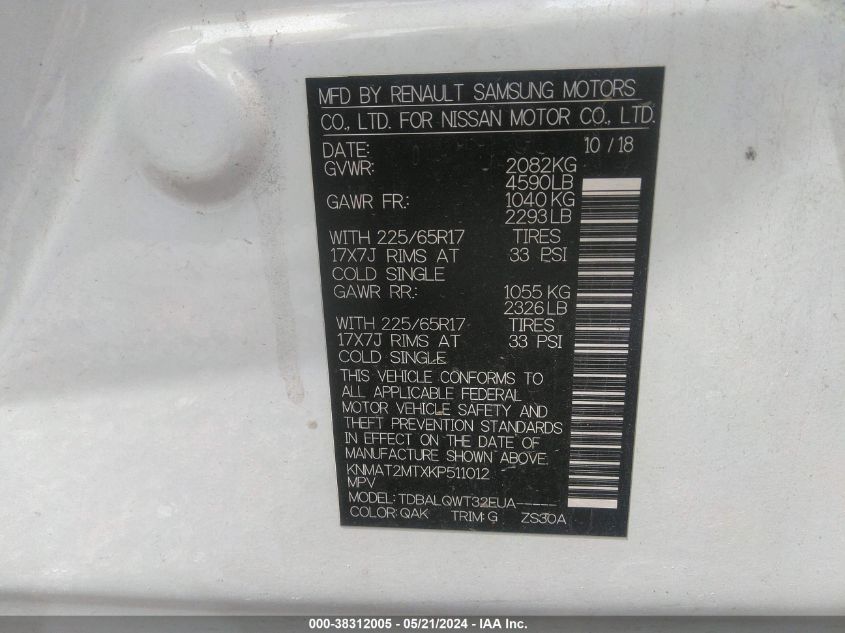 MFD BY RENAULT SAMSUNG MOTORS
CO., LTD. FOR NISSAN MOTOR CO., LTD.
DATE: 10 / 18
GVWR: 2082KG
4590LB
GAWR FR.: 1040 KG
2293 LB
WITH 225/65R17 TIRES
17X7J RIMS AT 33 PSI
COLD SINGLE
GAWR RR.: 1055 KG
2326 LB
WITH 225/65R17 TIRES
17X7J RIMS AT 33 PSI
COLD SINGLE
THIS VEHICLE CONFORMS TO
ALL APPLICABLE FEDERAL
MOTOR VEHICLE SAFETY AND
THEFT PREVENTION STANDARDS
IN EFFECT ON THE DATE OF
MANUFACTURE SHOWN ABOVE.
KNMAT2MTXKP511012
MPV
MODEL: TDBALQWT32EUA-----
COLOR: QAK TRIM: G ZS30A
000-38312005 - 05/21/2024 - IAA Inc.